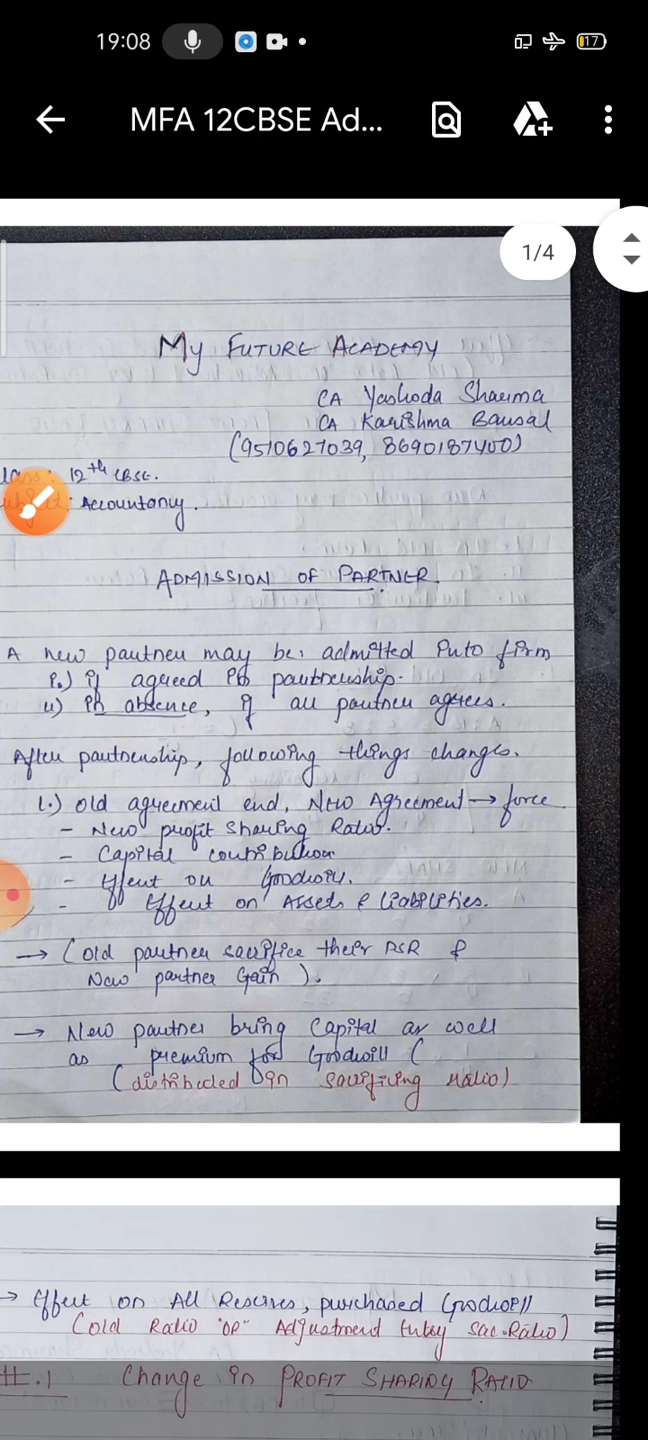 19:08
17
MFA 12CBSE Ad...
1/4
My FUTURE ACADEMY
CA Yashoda Sharma
CA Karishma Bansal
(9510627039, 8690187400)
12th CBSE.
: Accountancy.
ADMISSION OF PARTNER.
A new partner may be admitted into firm
i.) if agreed in partnership.
ii) in absence, if all partner agrees.
After partnership, following things changes.
1.) Old agreement end, New Agreement → force
- New profit sharing Ratio.
- Capital contribution
- Effect on Goodwill.
- Effect on Assets & liabilities.
→ (Old partner sacrifice their PSR &
New partner Gain).
→ New partner bring Capital as well
as premium for Goodwill (
(distributed in sacrificing ratio)
→ Effect on All Reserves, purchased Goodwill
(Old Ratio "OR" Adjustment entry Sac. Ratio)
#.1 Change in PROFIT SHARING RATIO